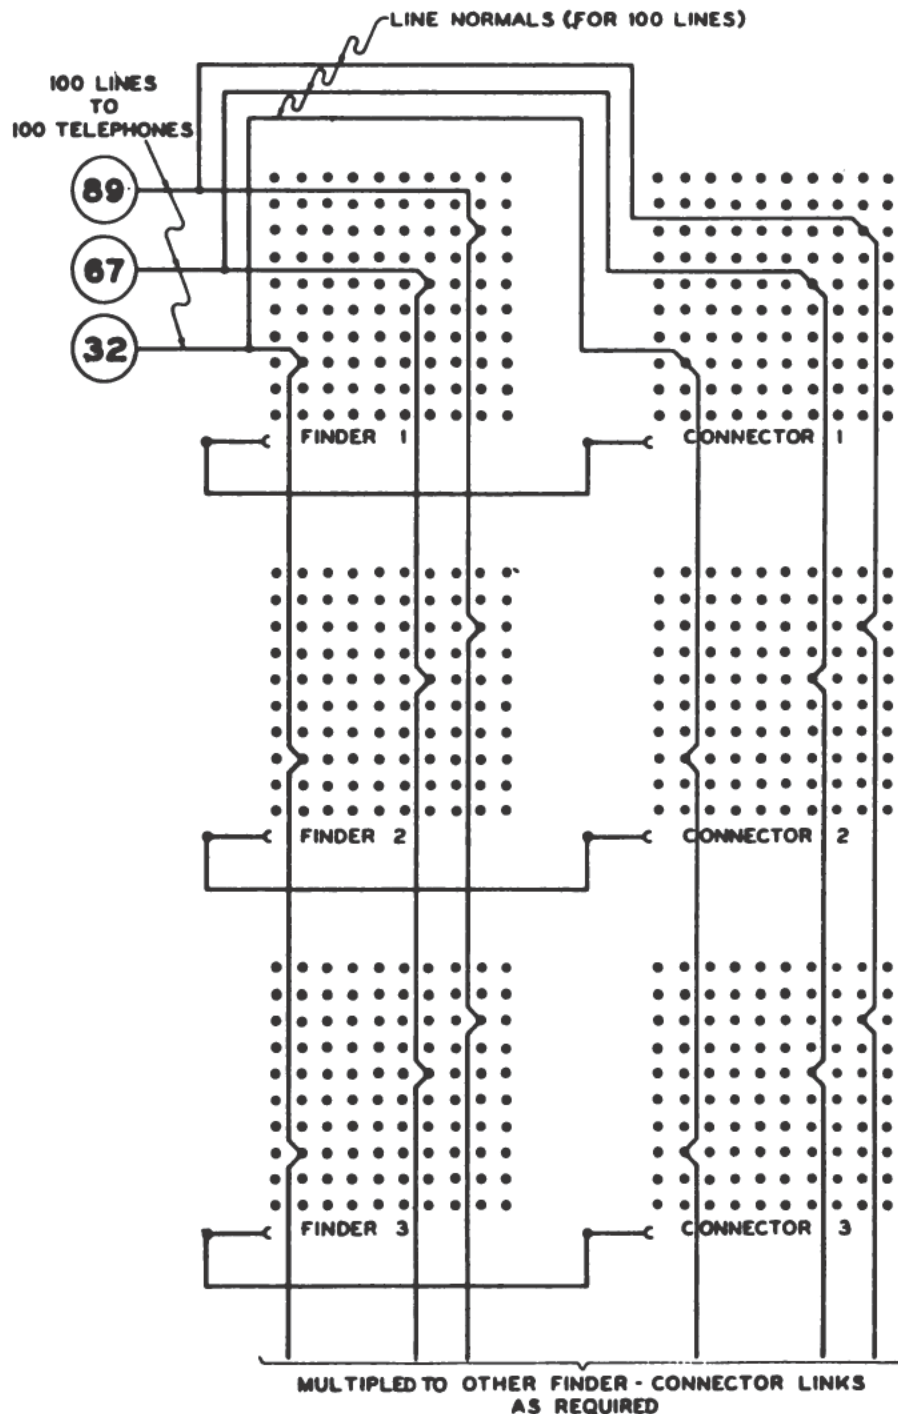 LINE NORMALS (FOR 100 LINES)
100 LINES
TO
100 TELEPHONES
89
67
32
FINDER 1
CONNECTOR 1
FINDER 2
CONNECTOR 2
FINDER 3
CONNECTOR 3
MULTIPLED TO OTHER FINDER - CONNECTOR LINKS
AS REQUIRED